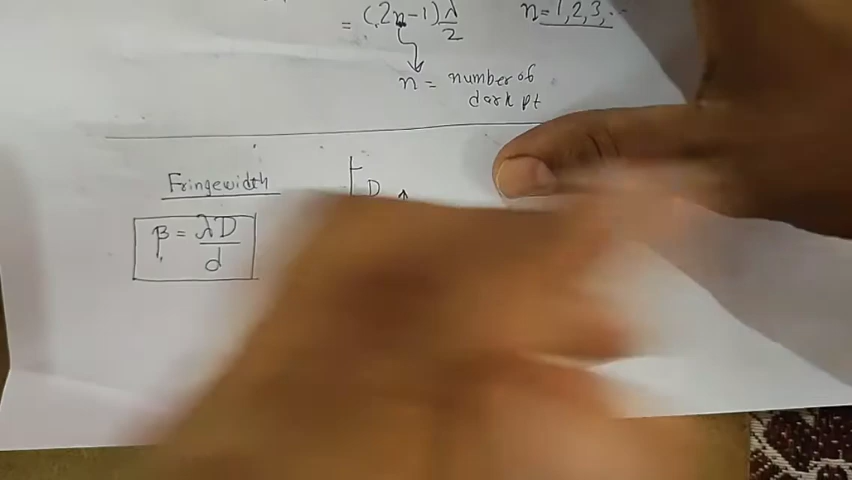 = (2n-1) λ/2 n = 1,2,3,..
n = number of
dark pt
Fringewidth
D
β = λD/d